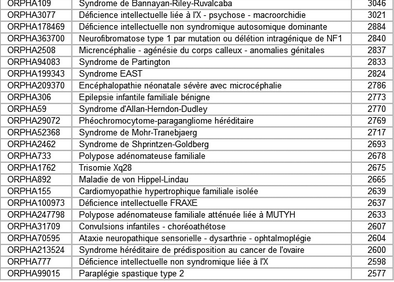 ORPHA109 Syndrome de Bannayan-Riley-Ruvalcaba 3046
ORPHA3077 Déficience intellectuelle liée à l'X - psychose - macroorchidie 3021
ORPHA178469 Déficience intellectuelle non syndromique autosomique dominante 2884
ORPHA363700 Neurofibromatose type 1 par mutation ou délétion intragénique de NF1 2840
ORPHA2508 Micrencéphalie - agénésie du corps calleux - anomalies génitales 2837
ORPHA94083 Syndrome de Partington 2833
ORPHA199343 Syndrome EAST 2824
ORPHA209370 Encéphalopathie néonatale sévère avec microcéphalie 2786
ORPHA306 Epilepsie infantile familiale bénigne 2773
ORPHA59 Syndrome d'Allan-Herndon-Dudley 2770
ORPHA29072 Phéochromocytome-paragangliome héréditaire 2769
ORPHA52368 Syndrome de Mohr-Tranebjaerg 2717
ORPHA2462 Syndrome de Shprintzen-Goldberg 2693
ORPHA733 Polypose adénomateuse familiale 2678
ORPHA1762 Trisomie Xq28 2675
ORPHA892 Maladie de von Hippel-Lindau 2665
ORPHA155 Cardiomyopathie hypertrophique familiale isolée 2639
ORPHA100973 Déficience intellectuelle FRAXE 2637
ORPHA247798 Polypose adénomateuse familiale atténuée liée à MUTYH 2633
ORPHA31709 Convulsions infantiles - choréoathétose 2607
ORPHA70595 Ataxie neuropathique sensorielle - dysarthrie - ophtalmoplégie 2604
ORPHA213524 Syndrome héréditaire de prédisposition au cancer de l'ovaire 2600
ORPHA777 Déficience intellectuelle non syndromique liée à l'X 2598
ORPHA99015 Paraplégie spastique type 2 2577